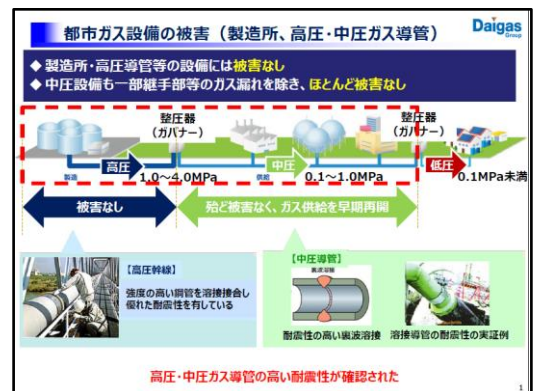 都市ガス設備の被害（製造所、高圧・中圧ガス導管）
Daigas
Group
◆ 製造所・高圧導管等の設備には被害なし
◆ 中圧設備も一部継手部等のガス漏れを除き、ほとんど被害なし
整圧器
（ガバナー）
整圧器
（ガバナー）
高圧
中圧
低圧
製造
1.0～4.0MPa
供給
0.1～1.0MPa
0.1MPa未満
被害なし
殆ど被害なく、ガス供給を早期再開
【高圧幹線】
強度の高い鋼管を溶接接合し
優れた耐震性を有している
【中圧導管】
裏波溶接
耐震性の高い裏波溶接
溶接導管の耐震性の実証例
高圧・中圧ガス導管の高い耐震性が確認された
1